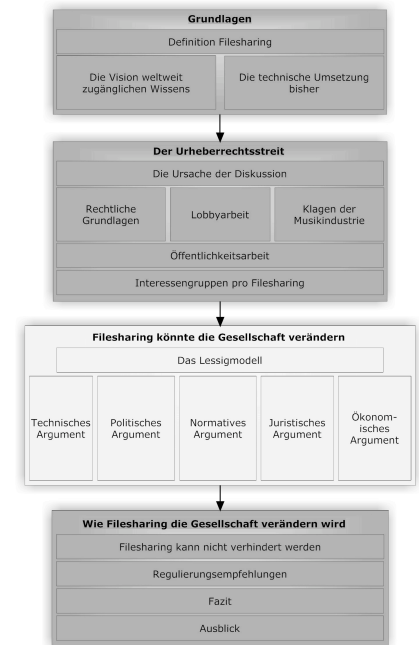 Grundlagen
Definition Filesharing
Die Vision weltweit
zugänglichen Wissens
Die technische Umsetzung
bisher
Der Urheberrechtsstreit
Die Ursache der Diskussion
Rechtliche
Grundlagen
Lobbyarbeit
Klagen der
Musikindustrie
Öffentlichkeitsarbeit
Interessengruppen pro Filesharing
Filesharing könnte die Gesellschaft verändern
Das Lessigmodell
Technisches
Argument
Politisches
Argument
Normatives
Argument
Juristisches
Argument
Ökonom-
isches
Argument
Wie Filesharing die Gesellschaft verändern wird
Filesharing kann nicht verhindert werden
Regulierungsempfehlungen
Fazit
Ausblick